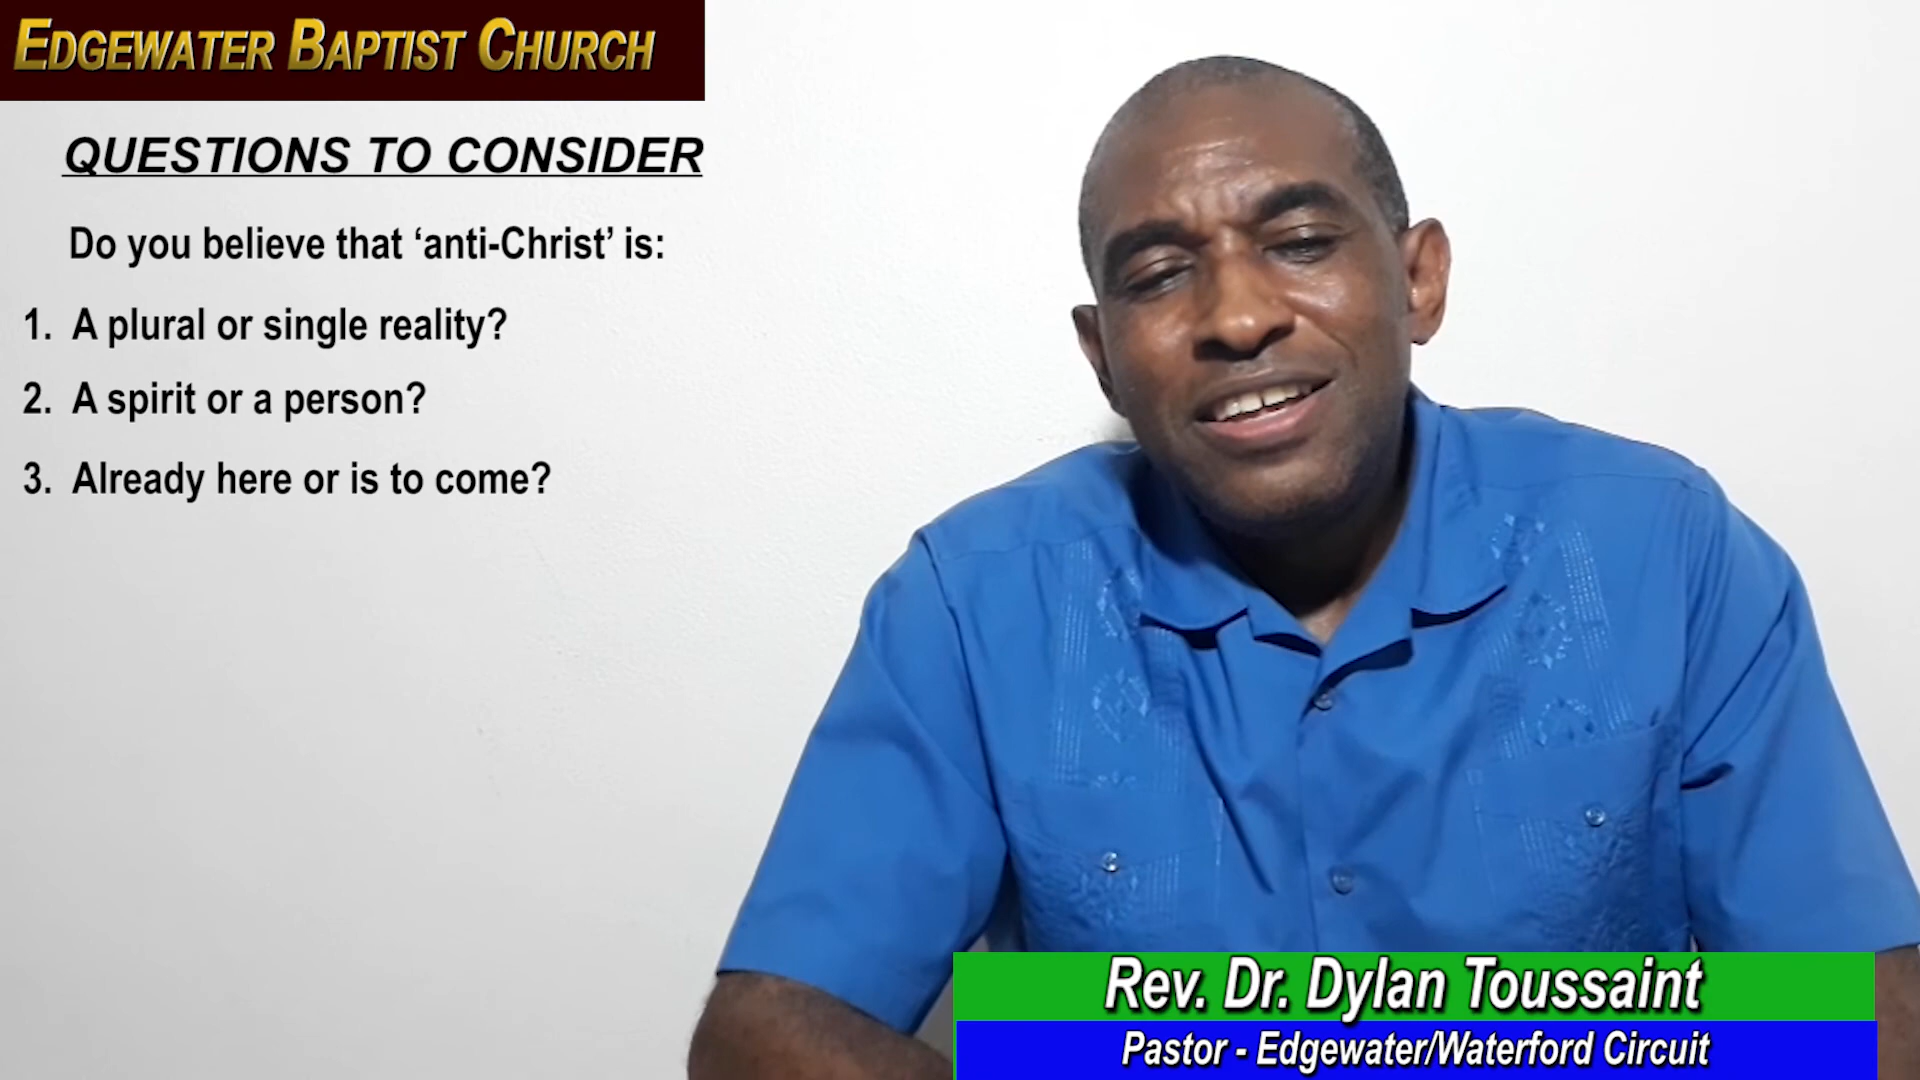 EDGEWATER BAPTIST CHURCH
QUESTIONS TO CONSIDER
Do you believe that ‘anti-Christ’ is:
1. A plural or single reality?
2. A spirit or a person?
3. Already here or is to come?
Rev. Dr. Dylan Toussaint
Pastor - Edgewater/Waterford Circuit